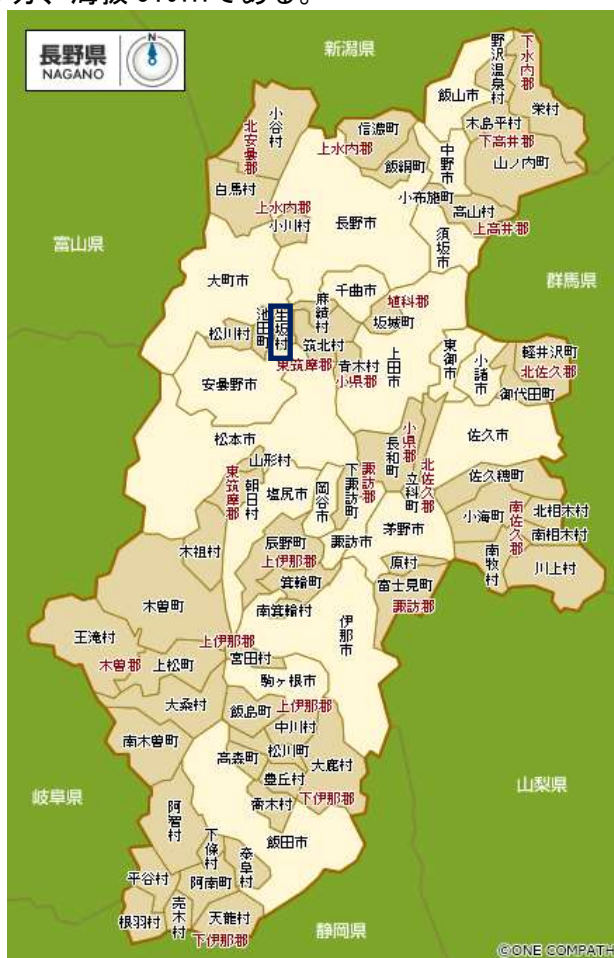 である。
長野県
NAGANO
N
新潟県
野沢温泉村
下水内郡
飯山市
栄村
小谷村
北安曇郡
信濃町
上水内郡
飯綱町
木島平村
下高井郡
中野市
山ノ内町
白馬村
上水内郡
小川村
長野市
小布施町
高山村
上高井郡
須坂市
富山県
群馬県
大町市
千曲市
麻績村
埴科郡
坂城町
池田町
生坂村
松川村
筑北村
東筑摩郡
青木村
小県郡
上田市
東御市
小諸市
軽井沢町
北佐久郡
御代田町
安曇野市
松本市
佐久市
山形村
東筑摩郡
朝日村
塩尻市
岡谷市
下諏訪町
諏訪郡
長和町
小県郡
立科町
北佐久郡
佐久穂町
小海町
南佐久郡
北相木村
南相木村
南牧村
川上村
茅野市
諏訪市
辰野町
上伊那郡
木祖村
原村
富士見町
諏訪郡
箕輪町
木曽町
南箕輪村
伊那市
王滝村
上伊那郡
宮田村
木曽郡
上松町
駒ヶ根市
大桑村
飯島町
上伊那郡
中川村
南木曽町
高森町
松川町
大鹿村
豊丘村
喬木村
下伊那郡
岐阜県
山梨県
阿智村
飯田市
下條村
泰阜村
平谷村
阿南町
売木村
根羽村
天龍村
下伊那郡
静岡県
©ONE COMPATH